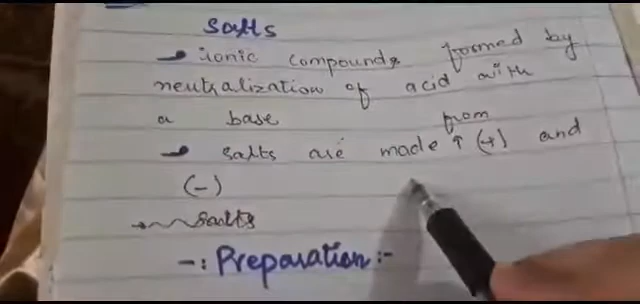 Salts
ionic compounds formed by
neutralization of acid with
a base
from
salts are made ↑ (+) and
(-)
salts
-: Preparation :-